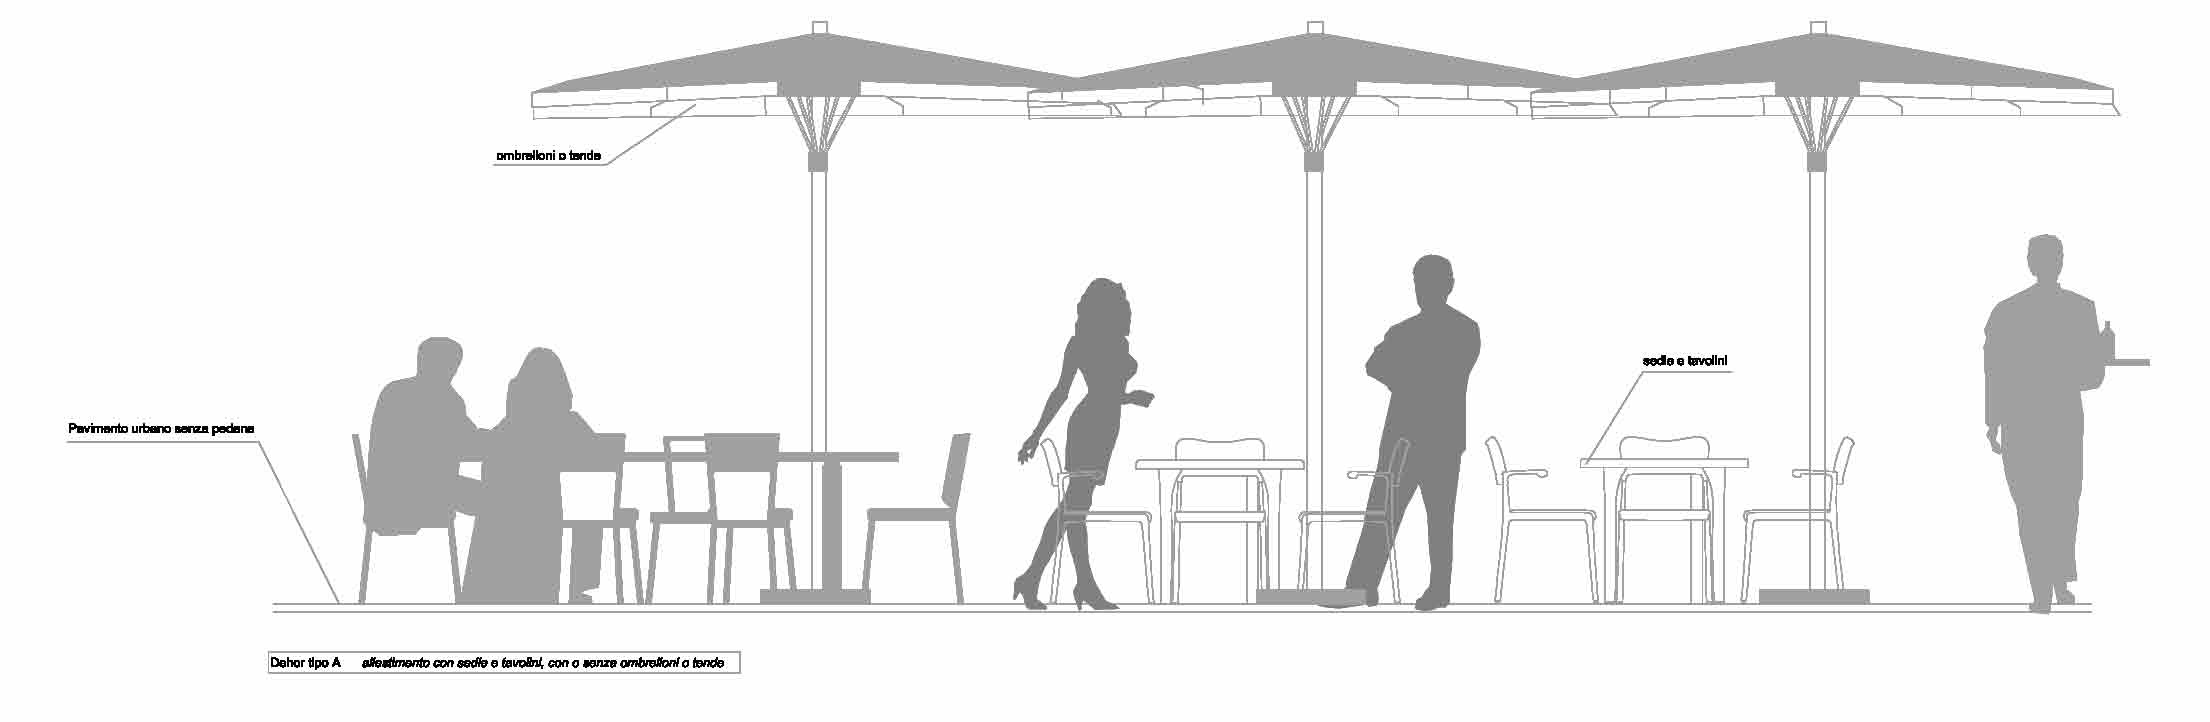 ombrelloni o tende
sedie e tavolini
Pavimento urbano senza pedana
Dehor tipo A allestimento con sedie e tavolini, con o senza ombrelloni o tende